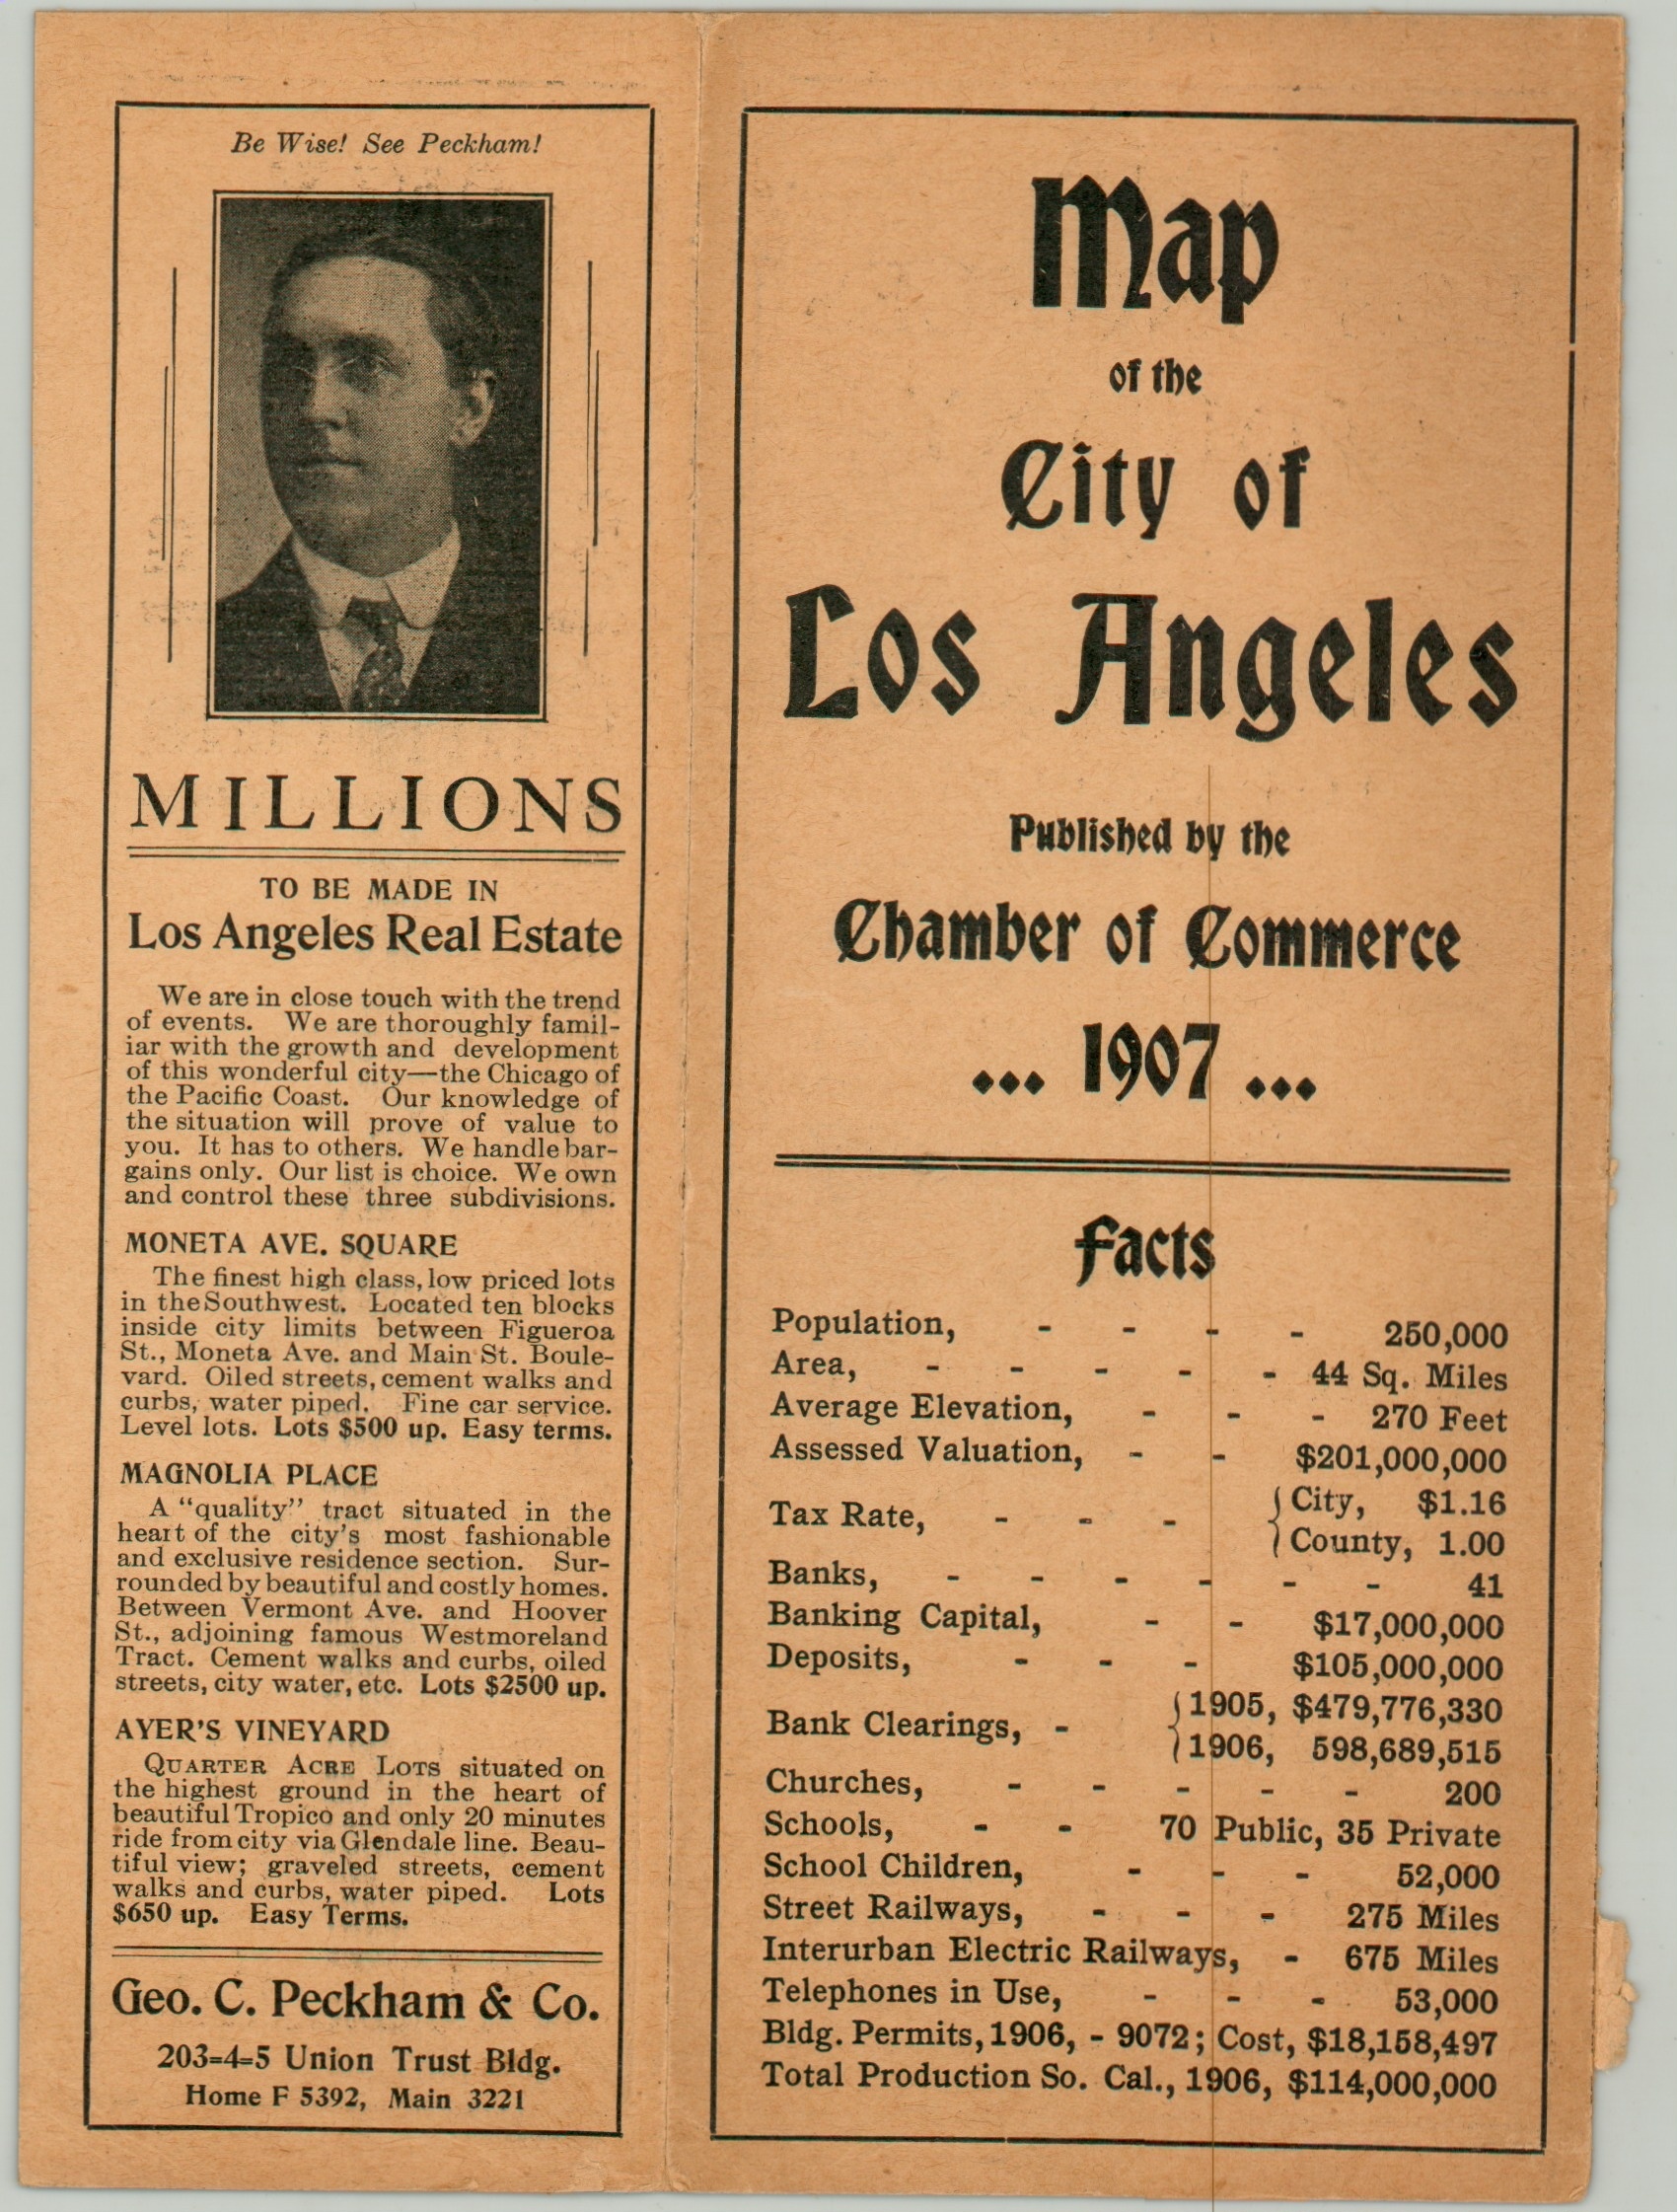 Be Wise! See Peckham!
MILLIONS
TO BE MADE IN
Los Angeles Real Estate
We are in close touch with the trend
of events. We are thoroughly famil-
iar with the growth and development
of this wonderful city—the Chicago of
the Pacific Coast. Our knowledge of
the situation will prove of value to
you. It has to others. We handle bar-
gains only. Our list is choice. We own
and control these three subdivisions.
MONETA AVE. SQUARE
The finest high class, low priced lots
in the Southwest. Located ten blocks
inside city limits between Figueroa
St., Moneta Ave. and Main St. Boule-
vard. Oiled streets, cement walks and
curbs, water piped. Fine car service.
Level lots. Lots $500 up. Easy terms.
MAGNOLIA PLACE
A "quality" tract situated in the
heart of the city's most fashionable
and exclusive residence section. Sur-
rounded by beautiful and costly homes.
Between Vermont Ave. and Hoover
St., adjoining famous Westmoreland
Tract. Cement walks and curbs, oiled
streets, city water, etc. Lots $2500 up.
AYER'S VINEYARD
QUARTER ACRE LOTS situated on
the highest ground in the heart of
beautiful Tropico and only 20 minutes
ride from city via Glendale line. Beau-
tiful view; graveled streets, cement
walks and curbs, water piped. Lots
$650 up. Easy Terms.
Geo. C. Peckham & Co.
203=4=5 Union Trust Bldg.
Home F 5392, Main 3221
Map
of the
City of
Los Angeles
Published by the
Chamber of Commerce
... 1907 ...
Facts
Population, - - - - 250,000
Area, - - - - - 44 Sq. Miles
Average Elevation, - - - 270 Feet
Assessed Valuation, - - $201,000,000
Tax Rate, - - - { City, $1.16
{ County, 1.00
Banks, - - - - - - 41
Banking Capital, - - $17,000,000
Deposits, - - - $105,000,000
Bank Clearings, - { 1905, $479,776,330
{ 1906, 598,689,515
Churches, - - - - - 200
Schools, - - 70 Public, 35 Private
School Children, - - - 52,000
Street Railways, - - - 275 Miles
Interurban Electric Railways, - 675 Miles
Telephones in Use, - - - 53,000
Bldg. Permits, 1906, - 9072; Cost, $18,158,497
Total Production So. Cal., 1906, $114,000,000